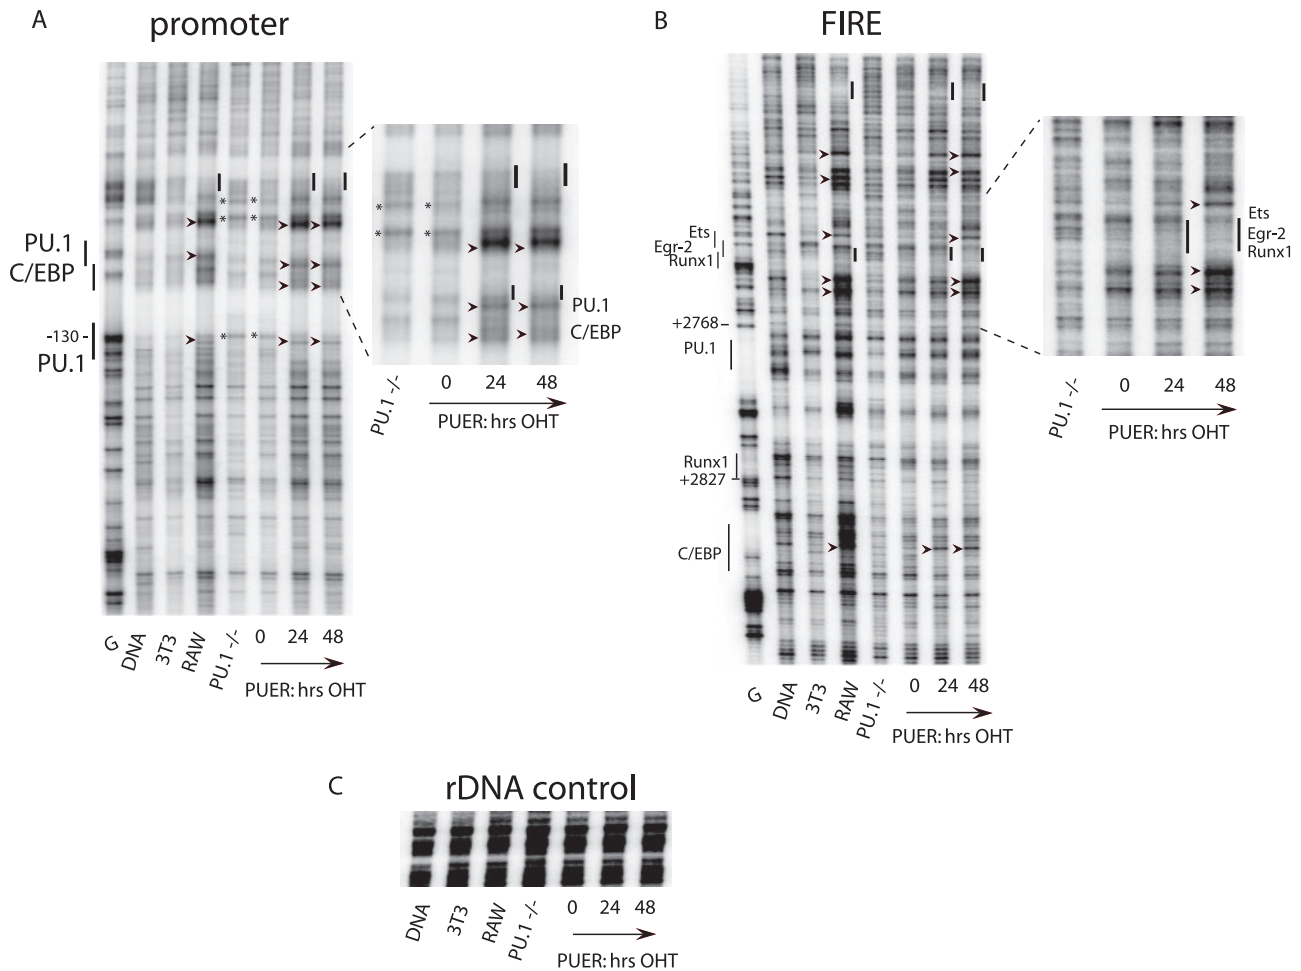 A
promoter
PU.1
C/EBP
-130
PU.1
*
*
*
*
*
*
G
DNA
3T3
RAW
PU.1 -/-
0
24
48
PUER: hrs OHT
*
*
*
*
PU.1
C/EBP
PU.1 -/-
0
24
48
PUER: hrs OHT
B
FIRE
Ets
Egr-2
Runx1
+2768
PU.1
Runx1
+2827
C/EBP
G
DNA
3T3
RAW
PU.1 -/-
0
24
48
PUER: hrs OHT
Ets
Egr-2
Runx1
PU.1 -/-
0
24
48
PUER: hrs OHT
C
rDNA control
DNA
3T3
RAW
PU.1 -/-
0
24
48
PUER: hrs OHT